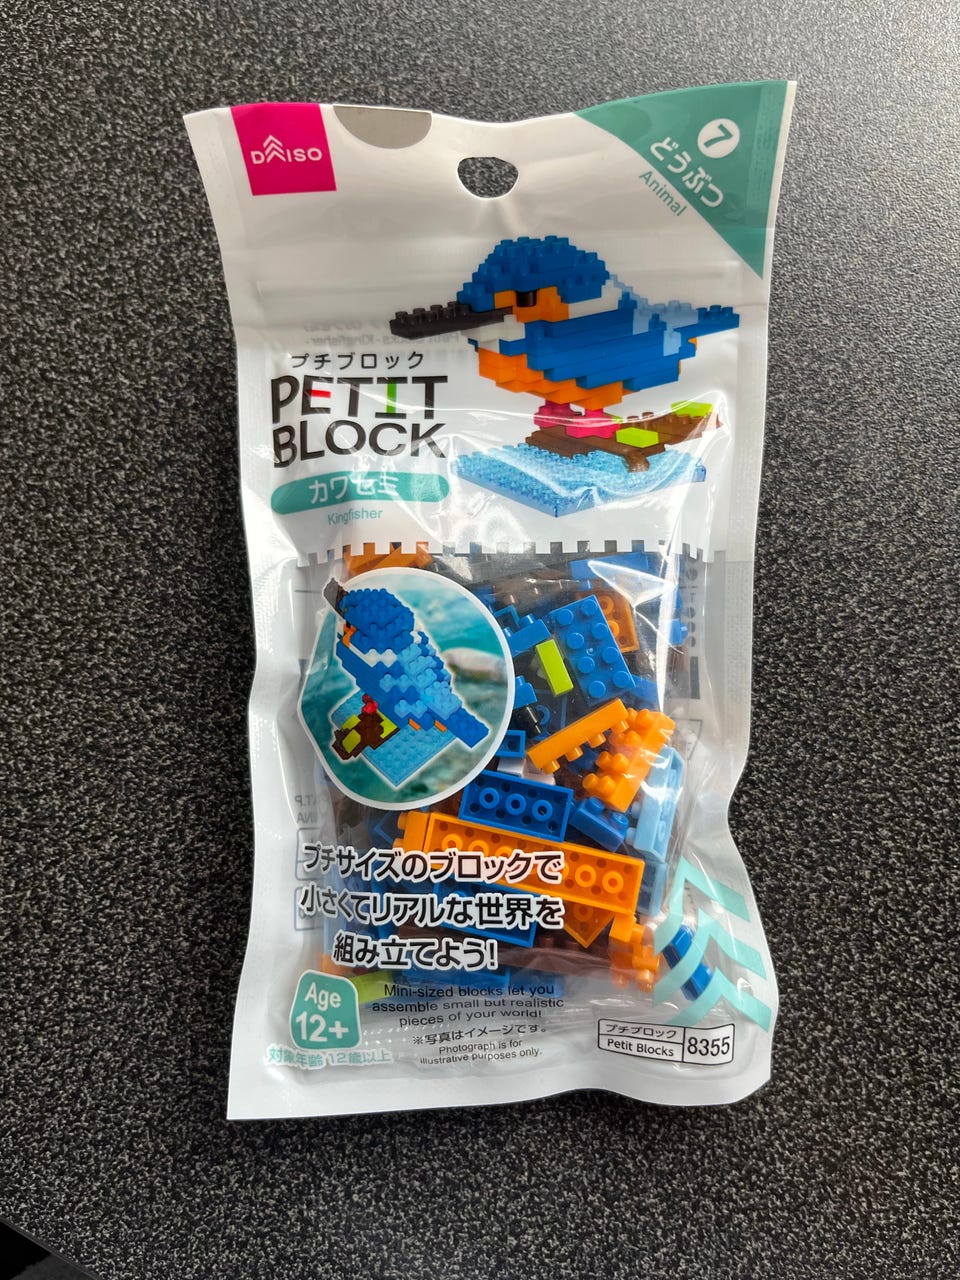 DAISO
7
どうぶつ
Animal
プチブロック
PETIT
BLOCK
カワセミ
Kingfisher
プチサイズのブロックで
小さくてリアルな世界を
組み立てよう!
Mini-sized blocks let you
assemble small but realistic
pieces of your world!
※写真はイメージです。
Photograph is for
illustrative purposes only.
Age
12+
対象年齢 12歳以上
プチブロック
Petit Blocks
8355